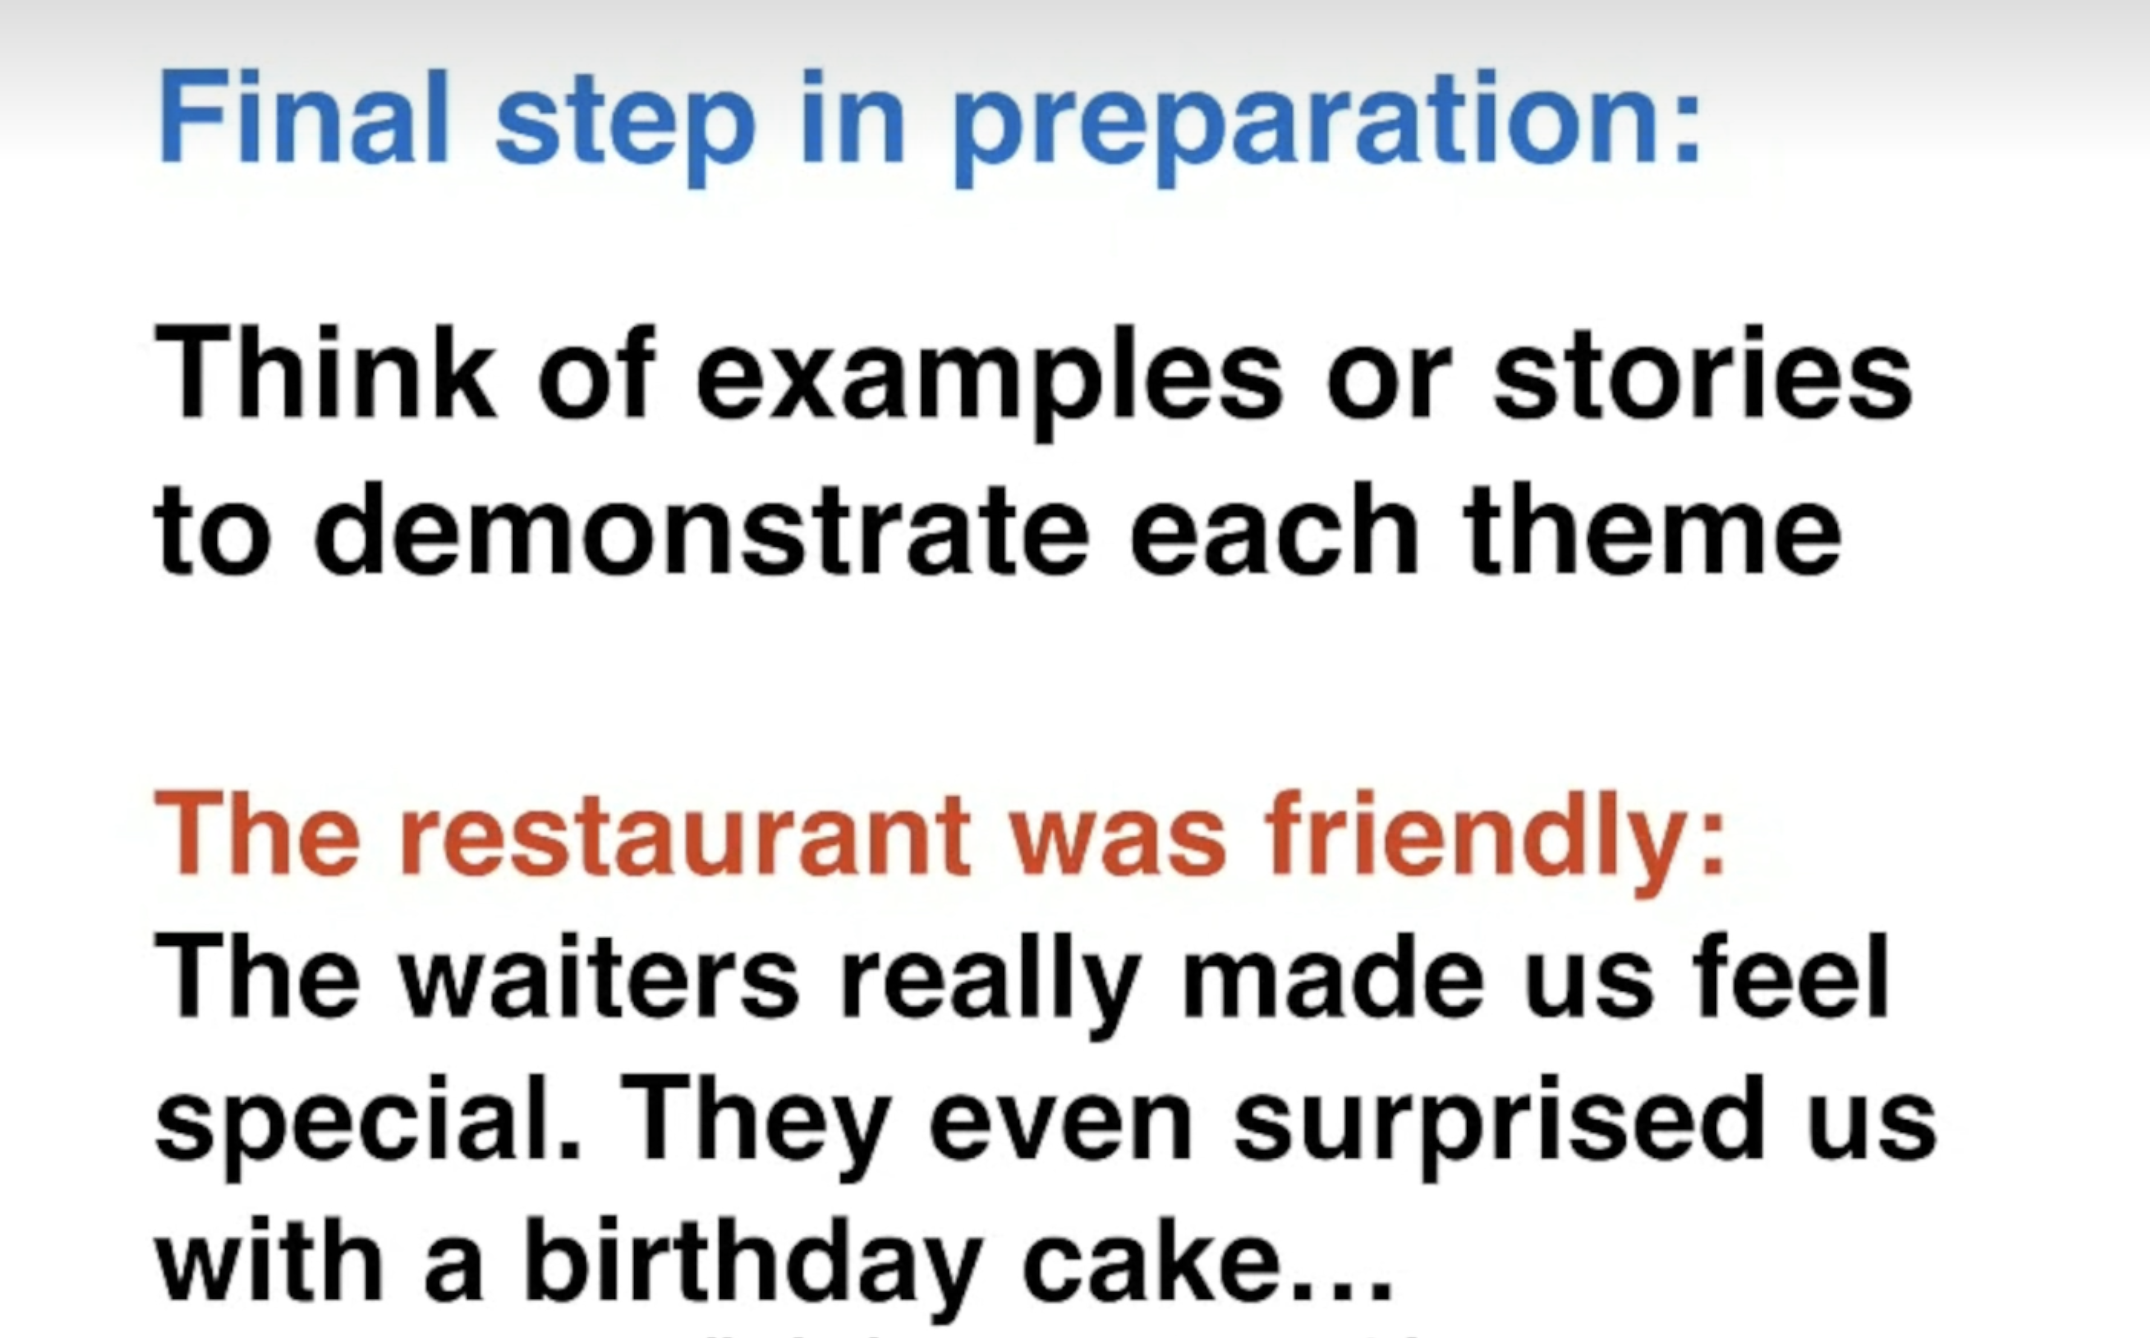 Final step in preparation:
Think of examples or stories
to demonstrate each theme
The restaurant was friendly:
The waiters really made us feel
special. They even surprised us
with a birthday cake...